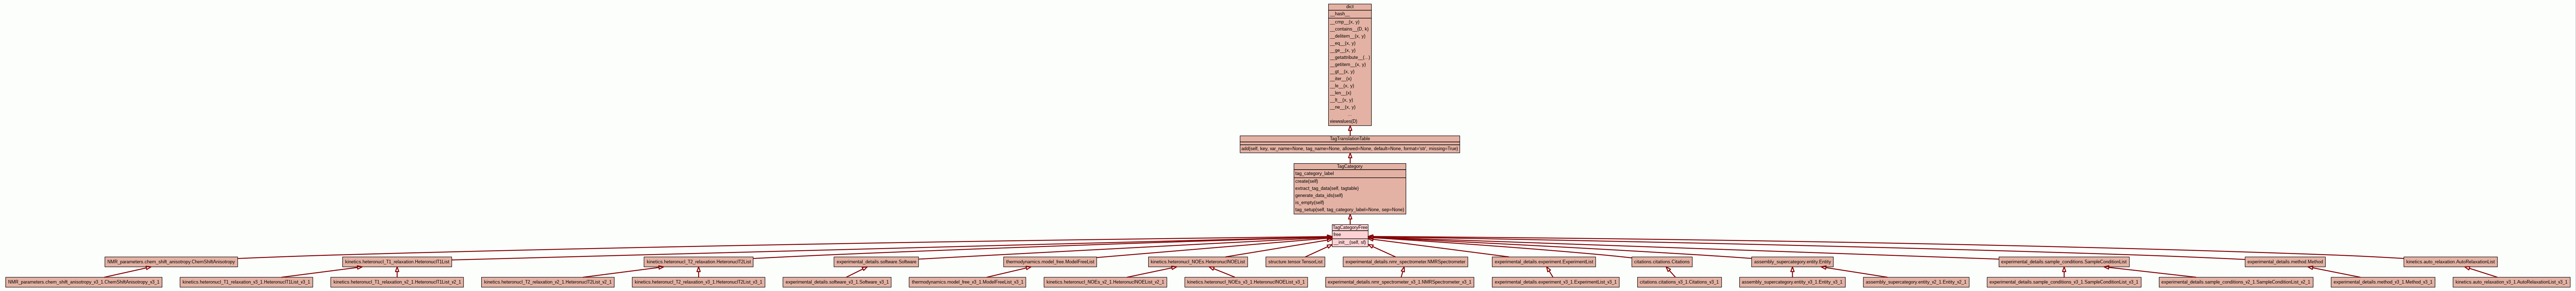 dict
__hash__
__cmp__(x, y)
__contains__(D, k)
__delitem__(x, y)
__eq__(x, y)
__ge__(x, y)
__getattribute__(...)
__getitem__(x, y)
__gt__(x, y)
__iter__(x)
__le__(x, y)
__len__(x)
__lt__(x, y)
__ne__(x, y)
...
viewvalues(D)
TagTranslationTable
add(self, key, var_name=None, tag_name=None, allowed=None, default=None, format='str', missing=True)
TagCategory
tag_category_label
create(self)
extract_tag_data(self, tagtable)
generate_data_ids(self)
is_empty(self)
tag_setup(self, tag_category_label=None, sep=None)
TagCategoryFree
free
__init__(self, sf)
NMR_parameters.chem_shift_anisotropy.ChemShiftAnisotropy
kinetics.heteronucl_T1_relaxation.HeteronuclT1List
kinetics.heteronucl_T2_relaxation.HeteronuclT2List
experimental_details.software.Software
thermodynamics.model_free.ModelFreeList
kinetics.heteronucl_NOEs.HeteronuclNOEList
structure.tensor.TensorList
experimental_details.nmr_spectrometer.NMRSpectrometer
experimental_details.experiment.ExperimentList
citations.citations.Citations
assembly_supercategory.entity.Entity
experimental_details.sample_conditions.SampleConditionList
experimental_details.method.Method
kinetics.auto_relaxation.AutoRelaxationList
NMR_parameters.chem_shift_anisotropy_v3_1.ChemShiftAnisotropy_v3_1
kinetics.heteronucl_T1_relaxation_v3_1.HeteronuclT1List_v3_1
kinetics.heteronucl_T1_relaxation_v2_1.HeteronuclT1List_v2_1
kinetics.heteronucl_T2_relaxation_v2_1.HeteronuclT2List_v2_1
kinetics.heteronucl_T2_relaxation_v3_1.HeteronuclT2List_v3_1
experimental_details.software_v3_1.Software_v3_1
thermodynamics.model_free_v3_1.ModelFreeList_v3_1
kinetics.heteronucl_NOEs_v2_1.HeteronuclNOEList_v2_1
kinetics.heteronucl_NOEs_v3_1.HeteronuclNOEList_v3_1
experimental_details.nmr_spectrometer_v3_1.NMRSpectrometer_v3_1
experimental_details.experiment_v3_1.ExperimentList_v3_1
citations.citations_v3_1.Citations_v3_1
assembly_supercategory.entity_v3_1.Entity_v3_1
assembly_supercategory.entity_v2_1.Entity_v2_1
experimental_details.sample_conditions_v3_1.SampleConditionList_v3_1
experimental_details.sample_conditions_v2_1.SampleConditionList_v2_1
experimental_details.method_v3_1.Method_v3_1
kinetics.auto_relaxation_v3_1.AutoRelaxationList_v3_1